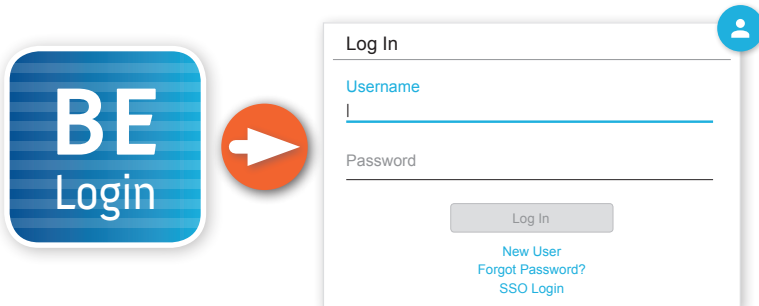 BE
Login
Log In
Username
Password
Log In
New User
Forgot Password?
SSO Login